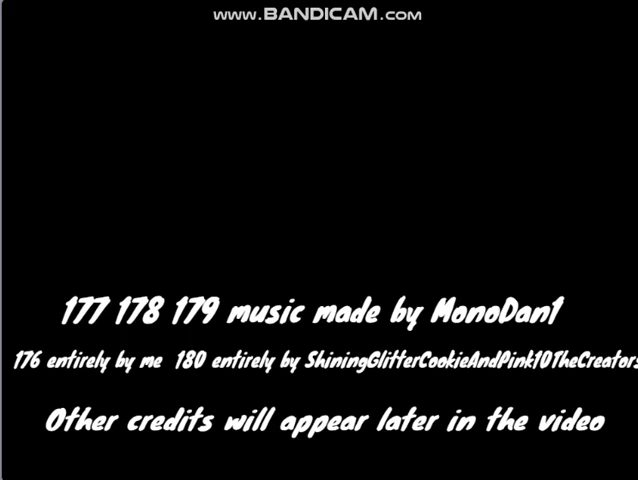 www.BANDICAM.com
177 178 179 music made by MonoDan1
176 entirely by me 180 entirely by ShiningGlitterCookieAndPink10TheCreators
Other credits will appear later in the video